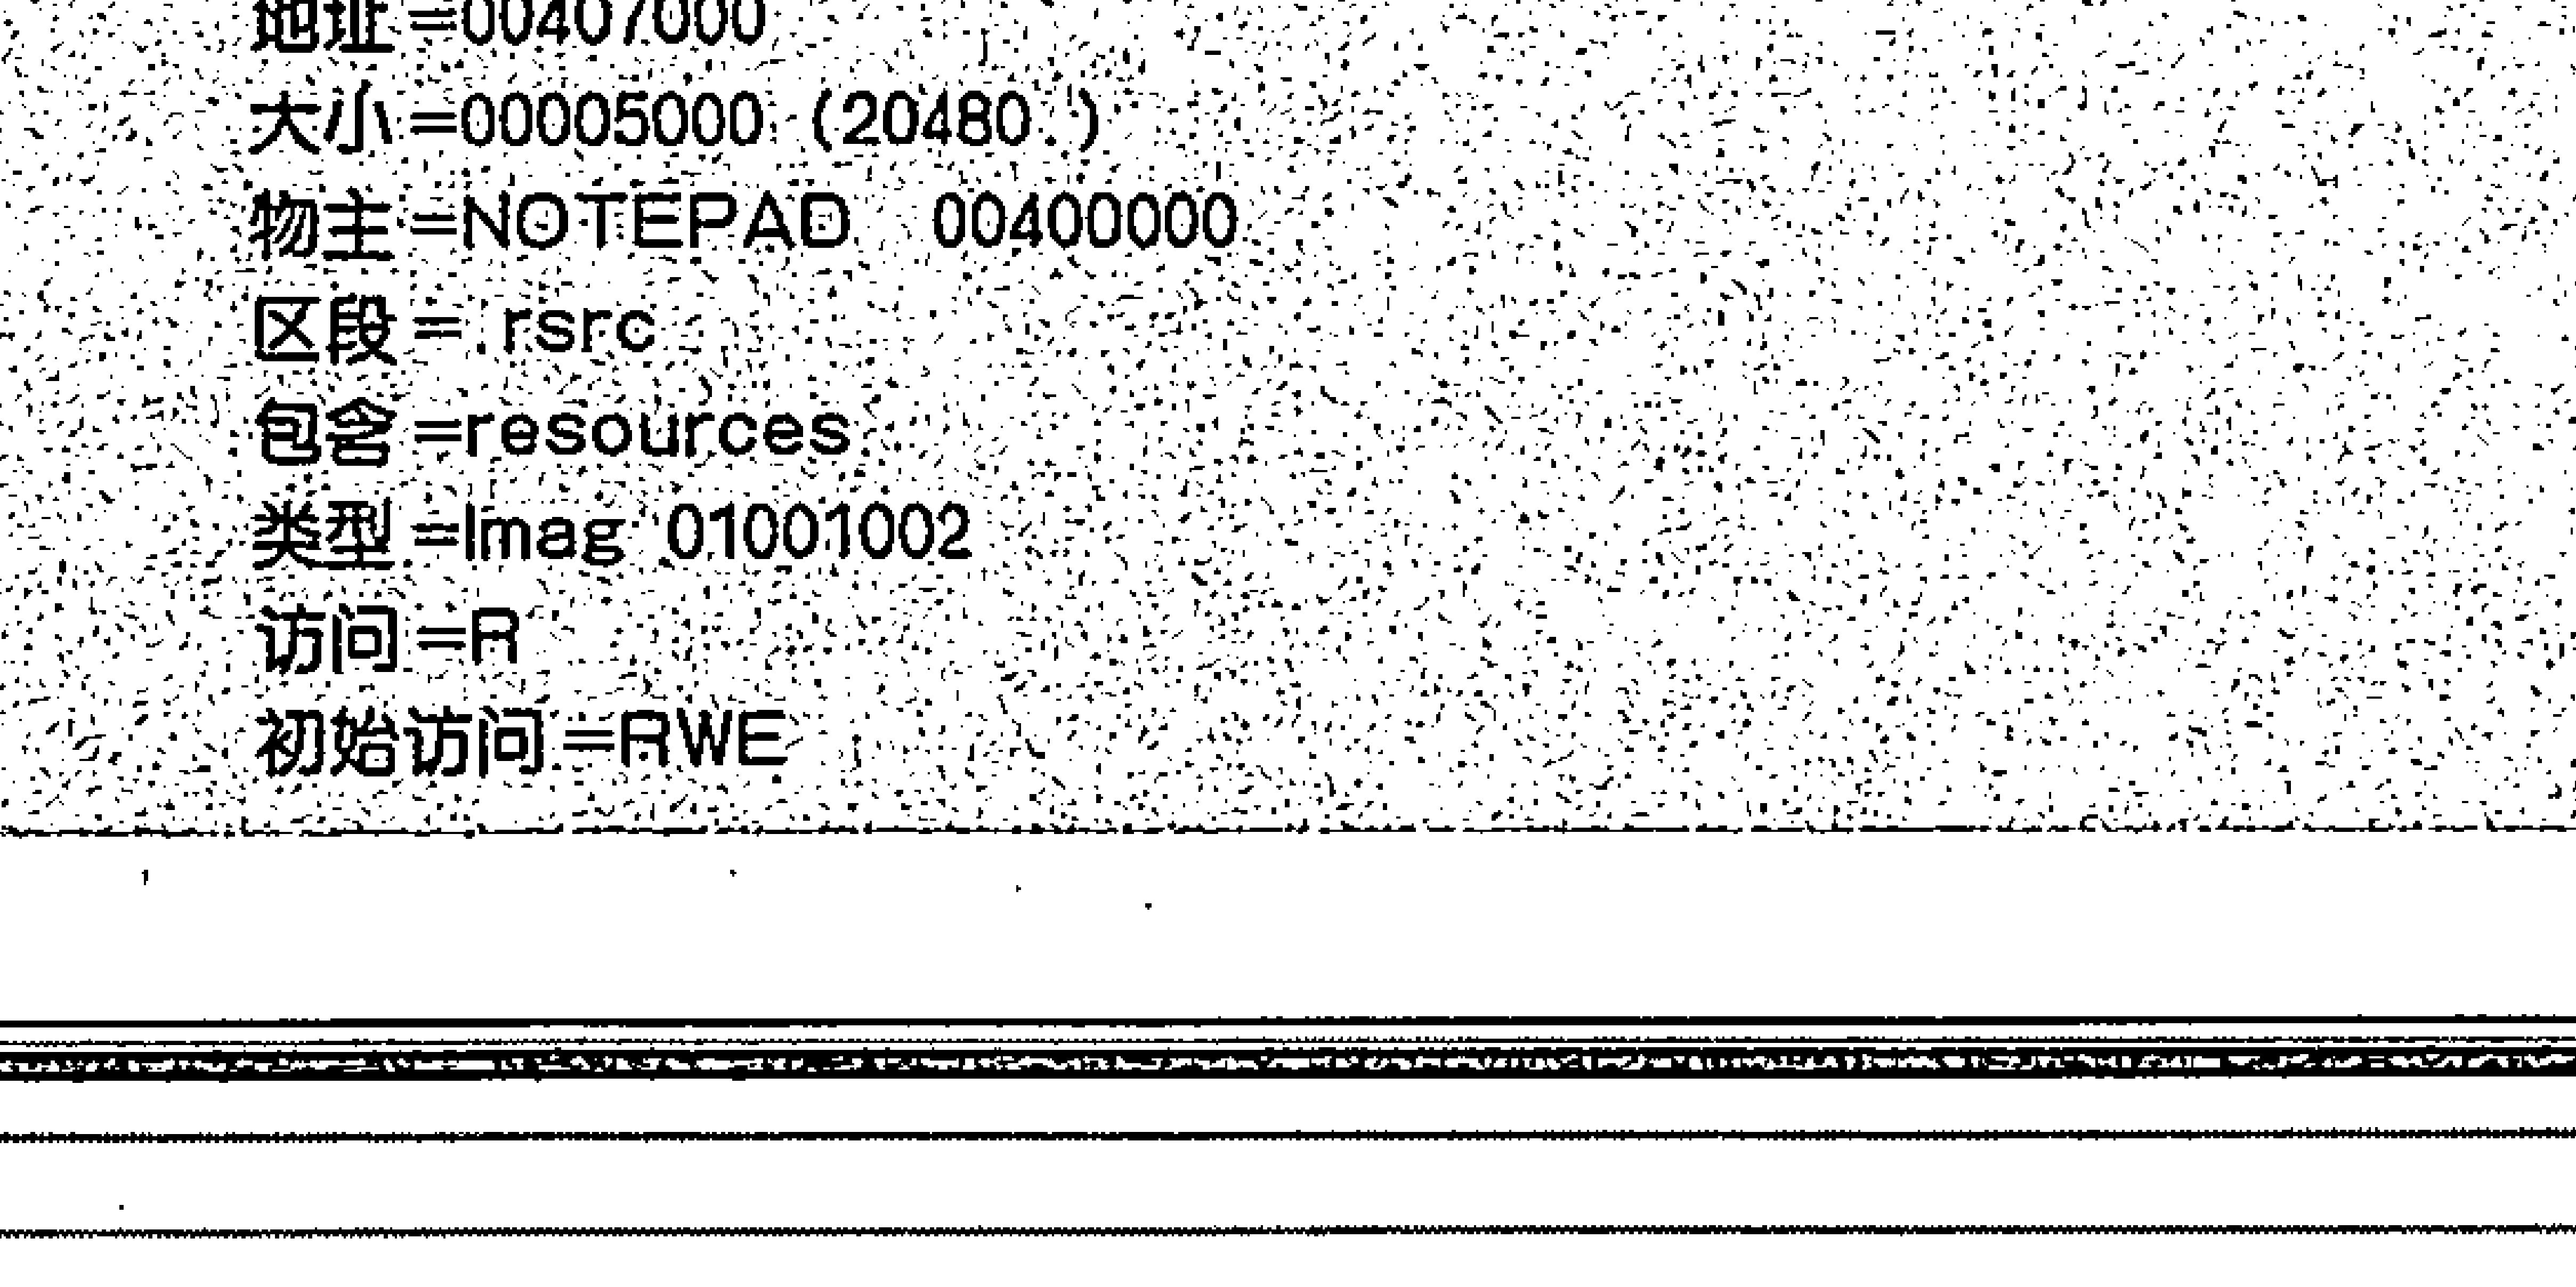 地址=00407000
大小=00005000 (20480.)
物主=NOTEPAD  00400000
区段=.rsrc
包含=resources
类型=Imag 01001002
访问=R
初始访问=RWE